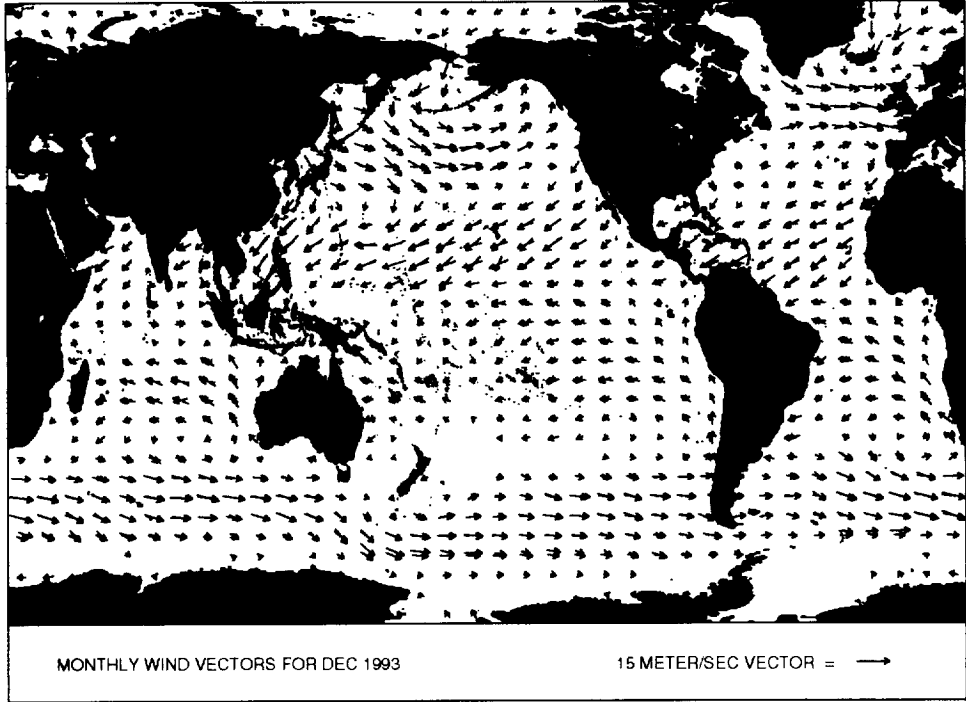 MONTHLY WIND VECTORS FOR DEC 1993
15 METER/SEC VECTOR =